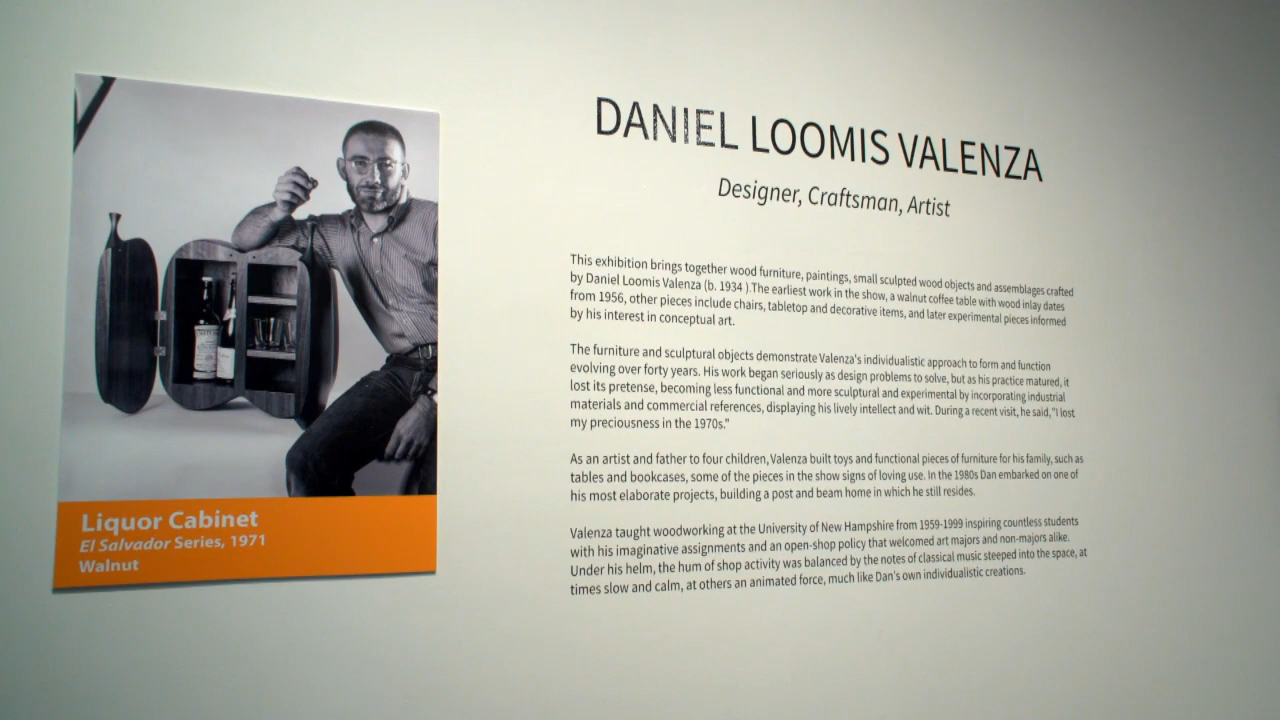 DANIEL LOOMIS VALENZA
Designer, Craftsman, Artist
This exhibition brings together wood furniture, paintings, small sculpted wood objects and assemblages crafted
by Daniel Loomis Valenza (b. 1934 ).The earliest work in the show, a walnut coffee table with wood inlay dates
from 1956, other pieces include chairs, tabletop and decorative items, and later experimental pieces informed
by his interest in conceptual art.
The furniture and sculptural objects demonstrate Valenza's individualistic approach to form and function
evolving over forty years. His work began seriously as design problems to solve, but as his practice matured, it
lost its pretense, becoming less functional and more sculptural and experimental by incorporating industrial
materials and commercial references, displaying his lively intellect and wit. During a recent visit, he said,"I lost
my preciousness in the 1970s."
As an artist and father to four children,Valenza built toys and functional pieces of furniture for his family, such as
tables and bookcases, some of the pieces in the show signs of loving use. In the 1980s Dan embarked on one of
his most elaborate projects, building a post and beam home in which he still resides.
Valenza taught woodworking at the University of New Hampshire from 1959-1999 inspiring countless students
with his imaginative assignments and an open-shop policy that welcomed art majors and non-majors alike.
Under his helm, the hum of shop activity was balanced by the notes of classical music steeped into the space, at
times slow and calm, at others an animated force, much like Dan's own individualistic creations.
Liquor Cabinet
El Salvador Series, 1971
Walnut